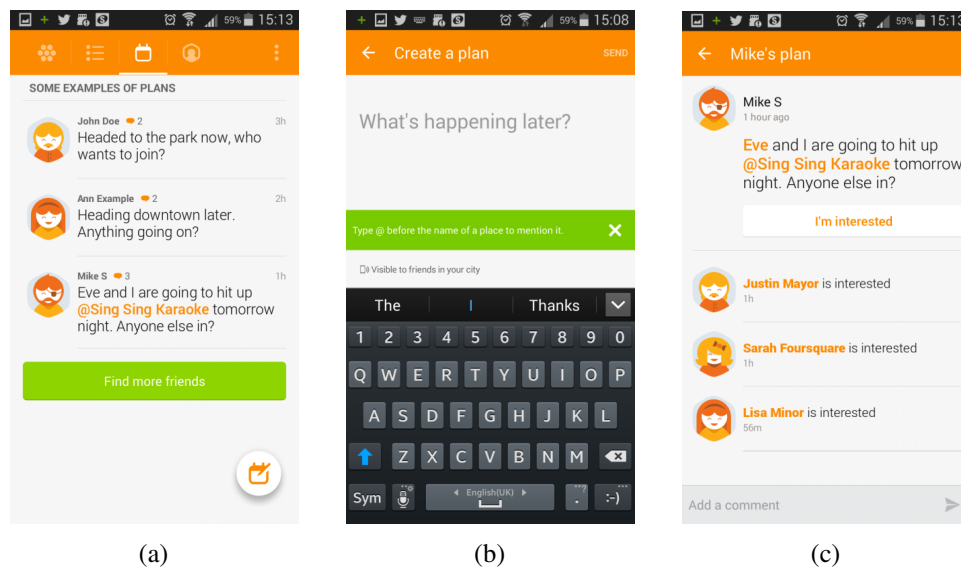 59% 15:13
SOME EXAMPLES OF PLANS
John Doe 2 3h
Headed to the park now, who
wants to join?
Ann Example 2 2h
Heading downtown later.
Anything going on?
Mike S 3 1h
Eve and I are going to hit up
@Sing Sing Karaoke tomorrow
night. Anyone else in?
Find more friends
(a)
59% 15:08
Create a plan SEND
What's happening later?
Type @ before the name of a place to mention it.
Visible to friends in your city
The I Thanks
1 2 3 4 5 6 7 8 9 0
Q W E R T Y U I O P
A S D F G H J K L
Z X C V B N M
Sym English(UK) . :-)
(b)
59% 15:13
Mike's plan
Mike S
1 hour ago
Eve and I are going to hit up
@Sing Sing Karaoke tomorrow
night. Anyone else in?
I'm interested
Justin Mayor is interested
1h
Sarah Foursquare is interested
1h
Lisa Minor is interested
56m
Add a comment
(c)